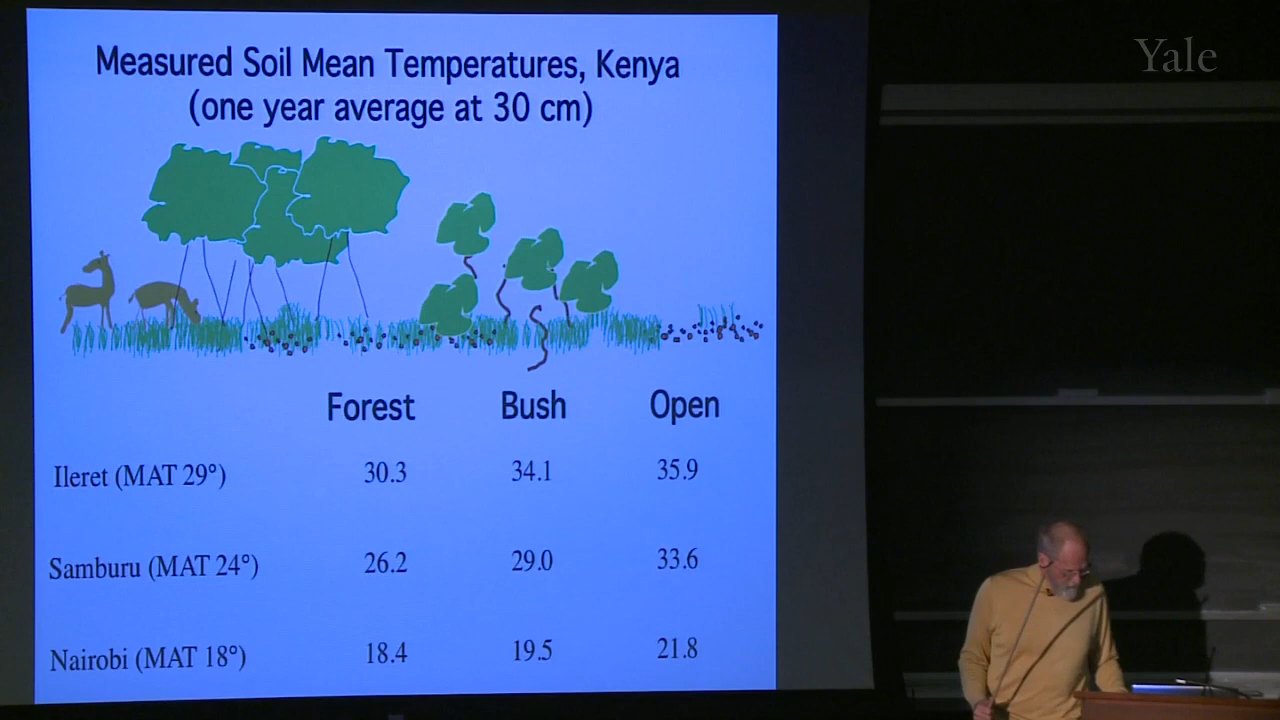 Measured Soil Mean Temperatures, Kenya
(one year average at 30 cm)
Yale
Forest Bush Open
Ileret (MAT 29°) 30.3 34.1 35.9
Samburu (MAT 24°) 26.2 29.0 33.6
Nairobi (MAT 18°) 18.4 19.5 21.8